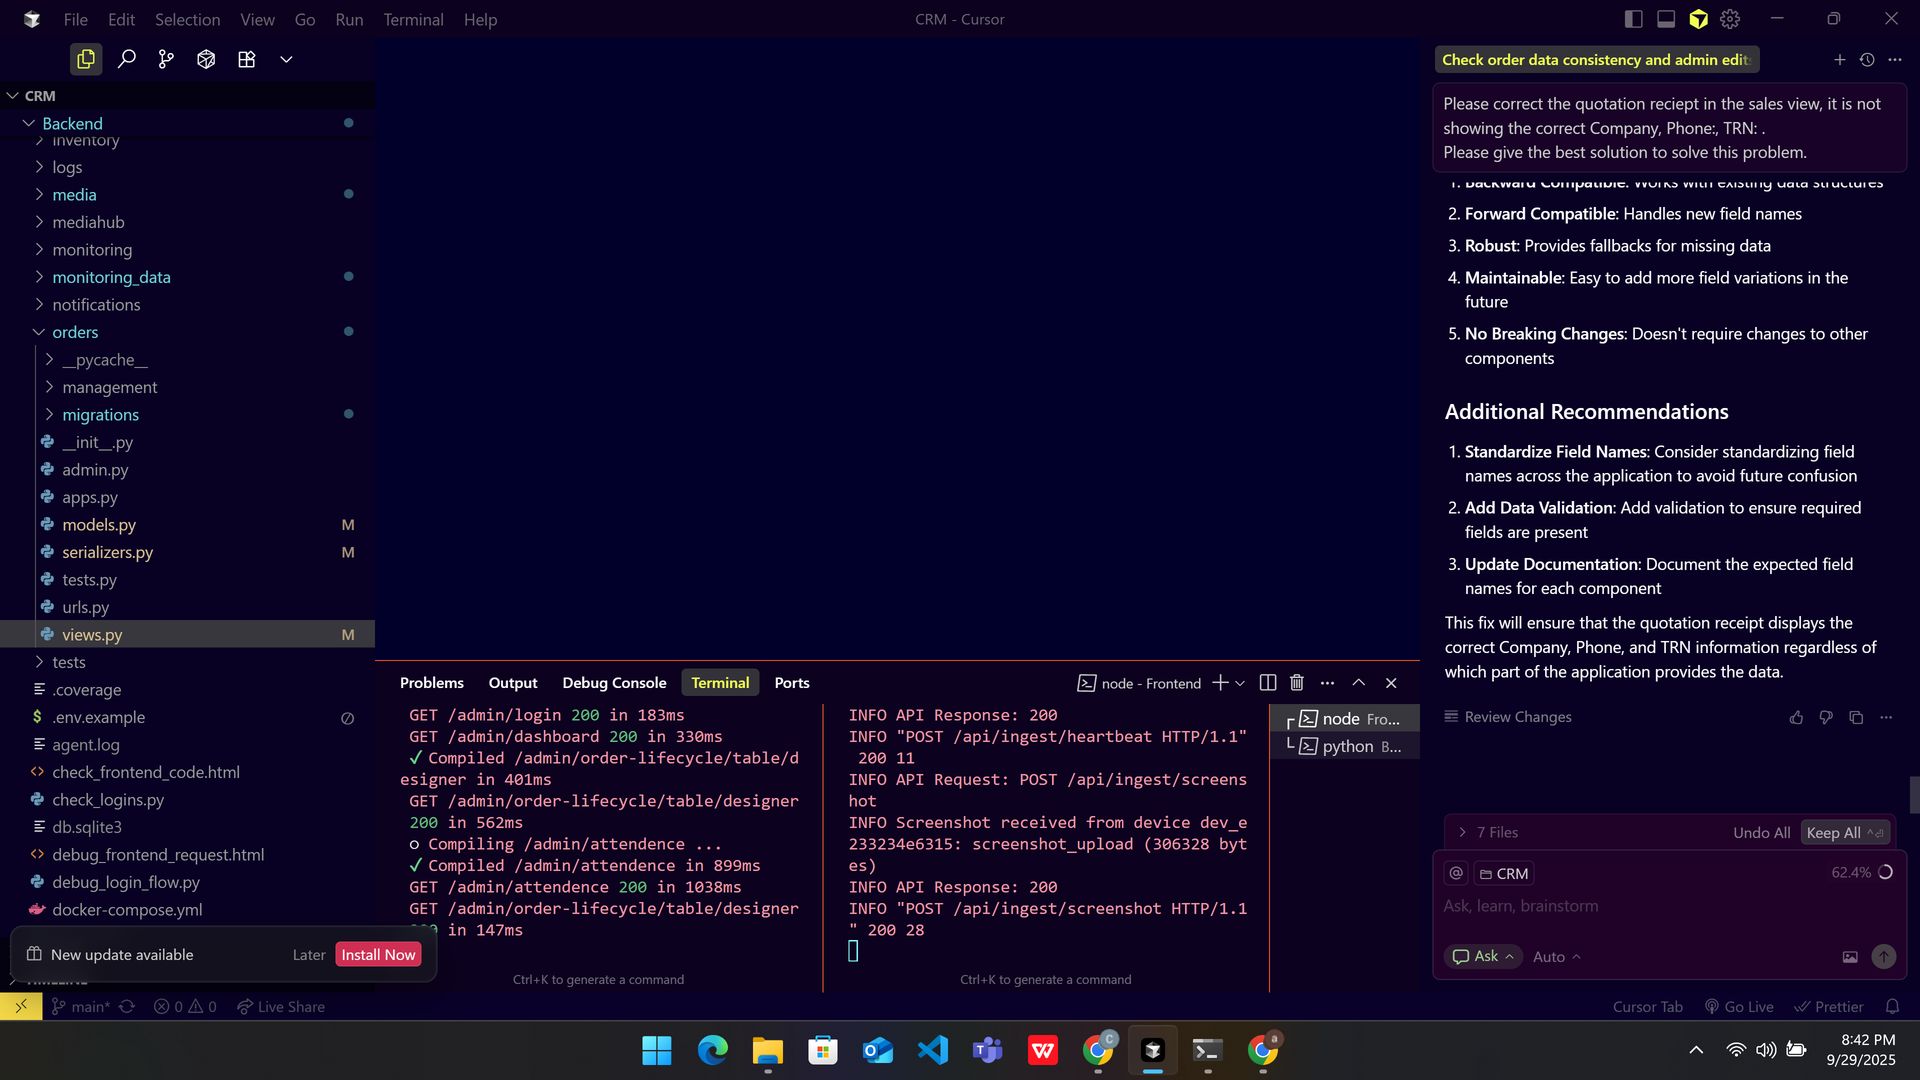 File Edit Selection View Go Run Terminal Help
CRM - Cursor
CRM
Backend
inventory
logs
media
mediahub
monitoring
monitoring_data
notifications
orders
__pycache__
management
migrations
__init__.py
admin.py
apps.py
models.py M
serializers.py M
tests.py
urls.py
views.py M
tests
.coverage
.env.example
agent.log
check_frontend_code.html
check_logins.py
db.sqlite3
debug_frontend_request.html
debug_login_flow.py
docker-compose.yml
New update available Later Install Now
TIMELINE
Problems Output Debug Console Terminal Ports
node - Frontend
GET /admin/login 200 in 183ms
GET /admin/dashboard 200 in 330ms
✓ Compiled /admin/order-lifecycle/table/d
esigner in 401ms
GET /admin/order-lifecycle/table/designer
200 in 562ms
○ Compiling /admin/attendence ...
✓ Compiled /admin/attendence in 899ms
GET /admin/attendence 200 in 1038ms
GET /admin/order-lifecycle/table/designer
200 in 147ms
Ctrl+K to generate a command
INFO API Response: 200
INFO "POST /api/ingest/heartbeat HTTP/1.1"
200 11
INFO API Request: POST /api/ingest/screens
hot
INFO Screenshot received from device dev_e
233234e6315: screenshot_upload (306328 byt
es)
INFO API Response: 200
INFO "POST /api/ingest/screenshot HTTP/1.1
" 200 28
Ctrl+K to generate a command
node Fro...
python B...
Check order data consistency and admin edit
Please correct the quotation reciept in the sales view, it is not
showing the correct Company, Phone:, TRN: .
Please give the best solution to solve this problem.
1. Backward Compatible: Works with existing data structures
2. Forward Compatible: Handles new field names
3. Robust: Provides fallbacks for missing data
4. Maintainable: Easy to add more field variations in the
future
5. No Breaking Changes: Doesn't require changes to other
components
Additional Recommendations
1. Standardize Field Names: Consider standardizing field
names across the application to avoid future confusion
2. Add Data Validation: Add validation to ensure required
fields are present
3. Update Documentation: Document the expected field
names for each component
This fix will ensure that the quotation receipt displays the
correct Company, Phone, and TRN information regardless of
which part of the application provides the data.
Review Changes
7 Files Undo All Keep All
@ CRM 62.4%
Ask, learn, brainstorm
Ask Auto
main* 0 0 Live Share
Cursor Tab Go Live Prettier
8:42 PM
9/29/2025